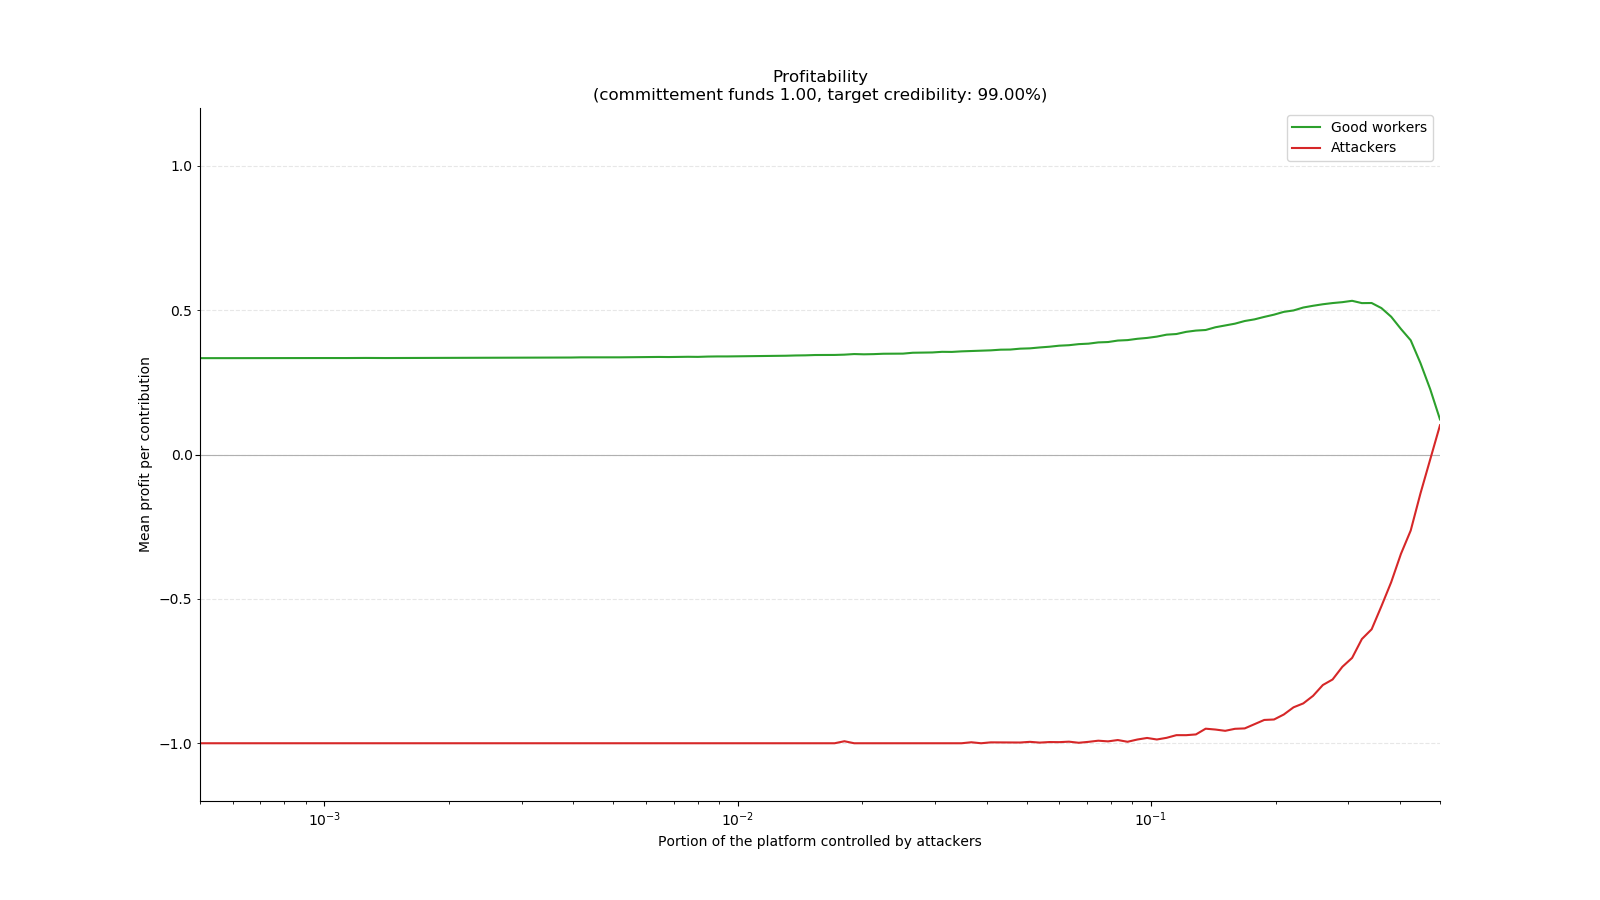 Profitability
(committement funds 1.00, target credibility: 99.00%)
Good workers
Attackers
1.0
0.5
0.0
−0.5
−1.0
Mean profit per contribution
10⁻³
10⁻²
10⁻¹
Portion of the platform controlled by attackers